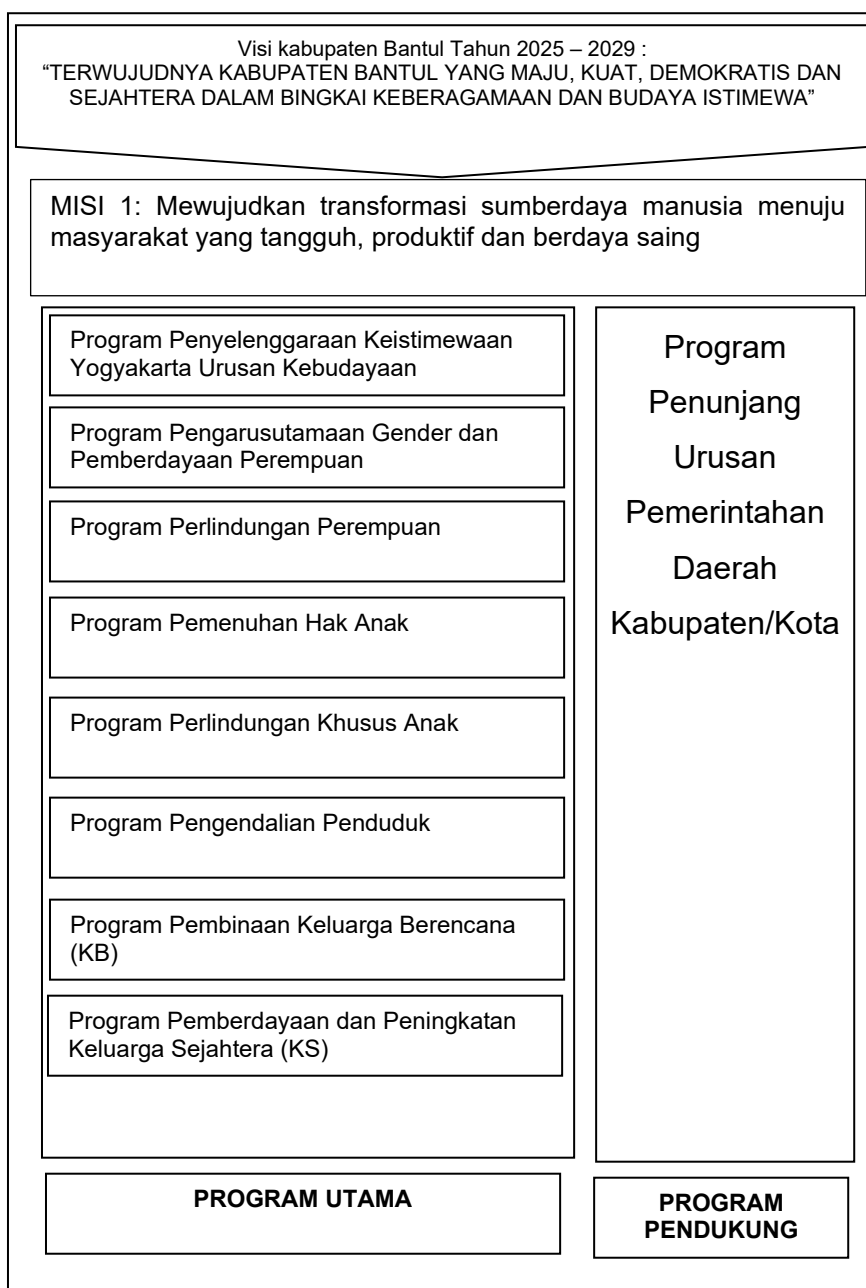 Visi kabupaten Bantul Tahun 2025 – 2029 :
“TERWUJUDNYA KABUPATEN BANTUL YANG MAJU, KUAT, DEMOKRATIS DAN
SEJAHTERA DALAM BINGKAI KEBERAGAMAAN DAN BUDAYA ISTIMEWA”
MISI 1: Mewujudkan transformasi sumberdaya manusia menuju
masyarakat yang tangguh, produktif dan berdaya saing
Program Penyelenggaraan Keistimewaan
Yogyakarta Urusan Kebudayaan
Program Pengarusutamaan Gender dan
Pemberdayaan Perempuan
Program Perlindungan Perempuan
Program Pemenuhan Hak Anak
Program Perlindungan Khusus Anak
Program Pengendalian Penduduk
Program Pembinaan Keluarga Berencana
(KB)
Program Pemberdayaan dan Peningkatan
Keluarga Sejahtera (KS)
PROGRAM UTAMA
Program
Penunjang
Urusan
Pemerintahan
Daerah
Kabupaten/Kota
PROGRAM
PENDUKUNG